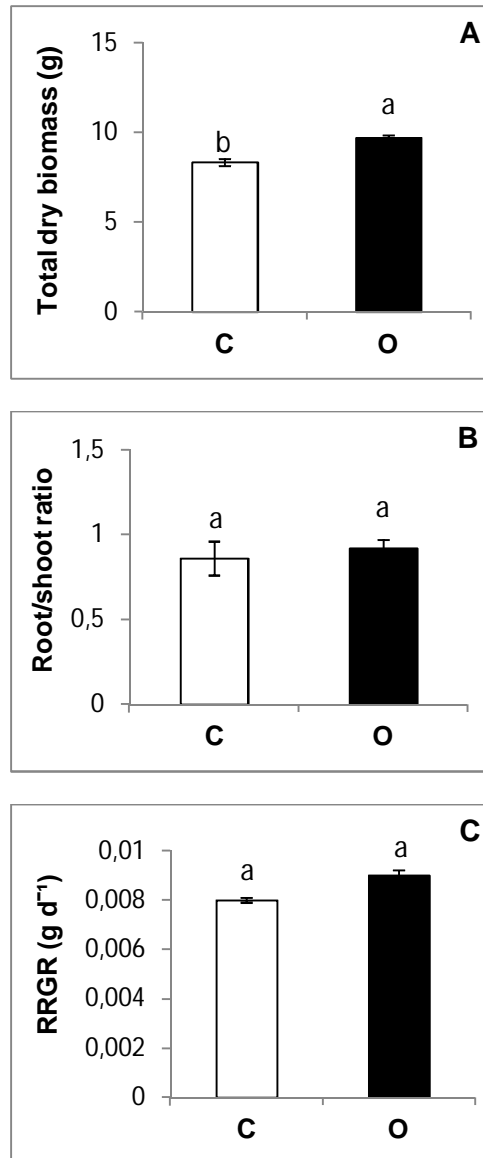 A
Total dry biomass (g)
15
10
5
0
b
a
C
O
B
Root/shoot ratio
1,5
1
0,5
0
a
a
C
O
C
RRGR (g d⁻¹)
0,01
0,008
0,006
0,004
0,002
0
a
a
C
O